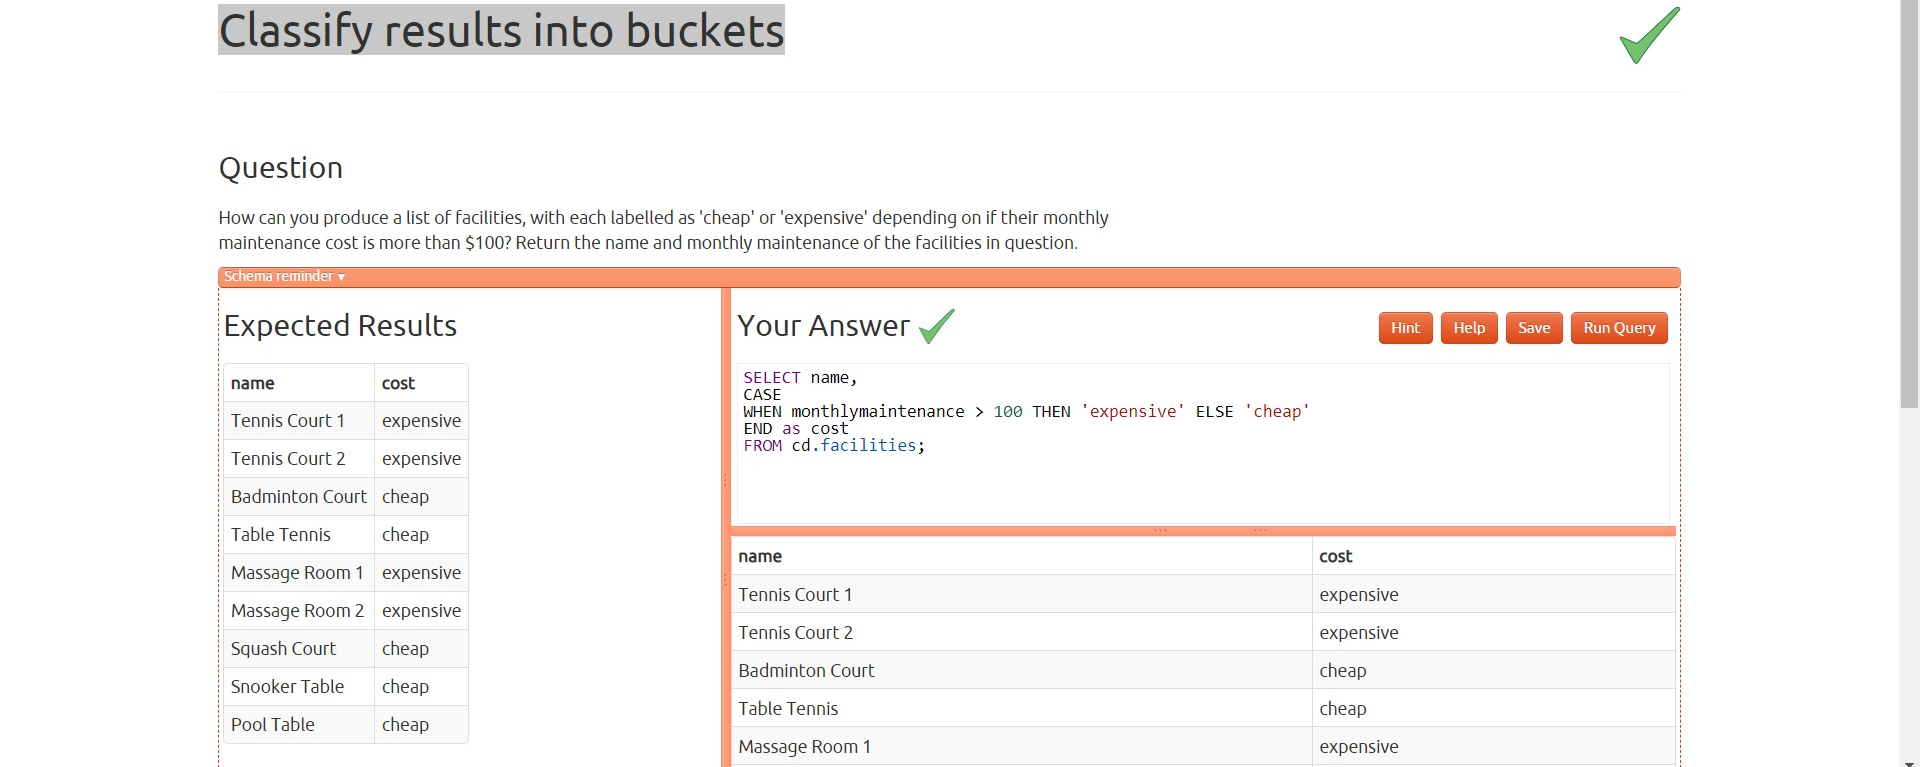 Classify results into buckets
Question
How can you produce a list of facilities, with each labelled as 'cheap' or 'expensive' depending on if their monthly
maintenance cost is more than $100? Return the name and monthly maintenance of the facilities in question.
Schema reminder ▾
Expected Results
name cost
Tennis Court 1 expensive
Tennis Court 2 expensive
Badminton Court cheap
Table Tennis cheap
Massage Room 1 expensive
Massage Room 2 expensive
Squash Court cheap
Snooker Table cheap
Pool Table cheap
Your Answer
Hint Help Save Run Query
SELECT name,
CASE
WHEN monthlymaintenance > 100 THEN 'expensive' ELSE 'cheap'
END as cost
FROM cd.facilities;
name cost
Tennis Court 1 expensive
Tennis Court 2 expensive
Badminton Court cheap
Table Tennis cheap
Massage Room 1 expensive